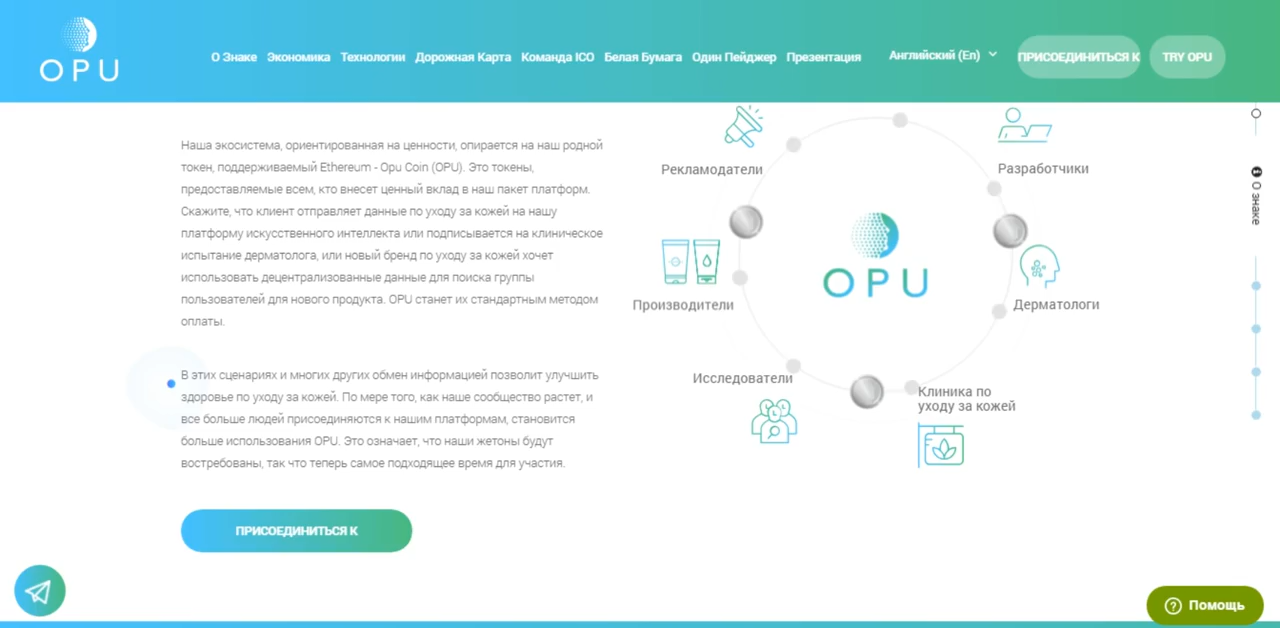 OPU
О Знаке Экономика Технологии Дорожная Карта Команда ICO Белая Бумага Один Пейджер Презентация
Английский (En)
ПРИСОЕДИНИТЬСЯ К
TRY OPU
Наша экосистема, ориентированная на ценности, опирается на наш родной
токен, поддерживаемый Ethereum - Opu Coin (OPU). Это токены,
предоставляемые всем, кто внесет ценный вклад в наш пакет платформ.
Скажите, что клиент отправляет данные по уходу за кожей на нашу
платформу искусственного интеллекта или подписывается на клиническое
испытание дерматолога, или новый бренд по уходу за кожей хочет
использовать децентрализованные данные для поиска группы
пользователей для нового продукта. OPU станет их стандартным методом
оплаты.
В этих сценариях и многих других обмен информацией позволит улучшить
здоровье по уходу за кожей. По мере того, как наше сообщество растет, и
все больше людей присоединяются к нашим платформам, становится
больше использования OPU. Это означает, что наши жетоны будут
востребованы, так что теперь самое подходящее время для участия.
ПРИСОЕДИНИТЬСЯ К
Рекламодатели
Разработчики
OPU
Производители
Дерматологи
Исследователи
Клиника по
уходу за кожей
О знаке
Помощь